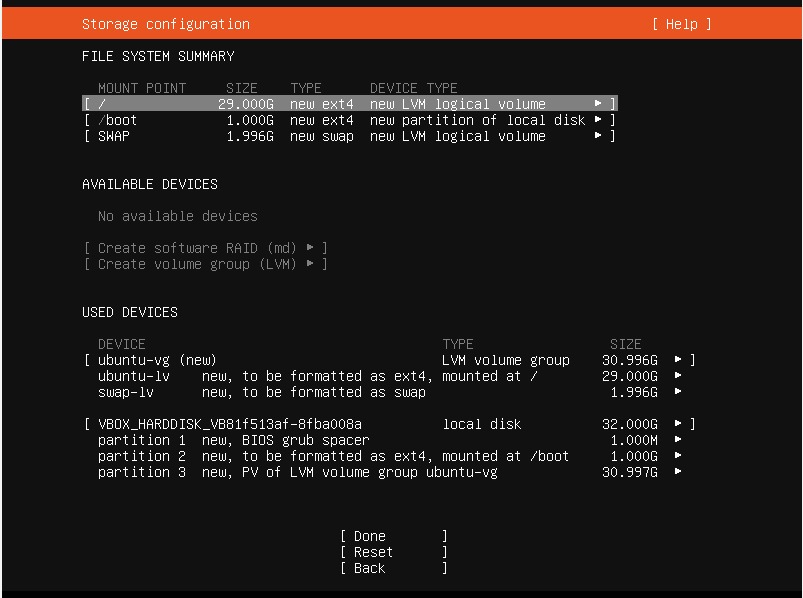 Storage configuration [ Help ]
FILE SYSTEM SUMMARY
MOUNT POINT SIZE TYPE DEVICE TYPE
[ / 29.000G new ext4 new LVM logical volume ▸ ]
[ /boot 1.000G new ext4 new partition of local disk ▸ ]
[ SWAP 1.996G new swap new LVM logical volume ▸ ]
AVAILABLE DEVICES
No available devices
[ Create software RAID (md) ▸ ]
[ Create volume group (LVM) ▸ ]
USED DEVICES
DEVICE TYPE SIZE
[ ubuntu-vg (new) LVM volume group 30.996G ▸ ]
ubuntu-lv new, to be formatted as ext4, mounted at / 29.000G ▸
swap-lv new, to be formatted as swap 1.996G ▸
[ VBOX_HARDDISK_VB81f513af-8fba008a local disk 32.000G ▸ ]
partition 1 new, BIOS grub spacer 1.000M ▸
partition 2 new, to be formatted as ext4, mounted at /boot 1.000G ▸
partition 3 new, PV of LVM volume group ubuntu-vg 30.997G ▸
[ Done ]
[ Reset ]
[ Back ]